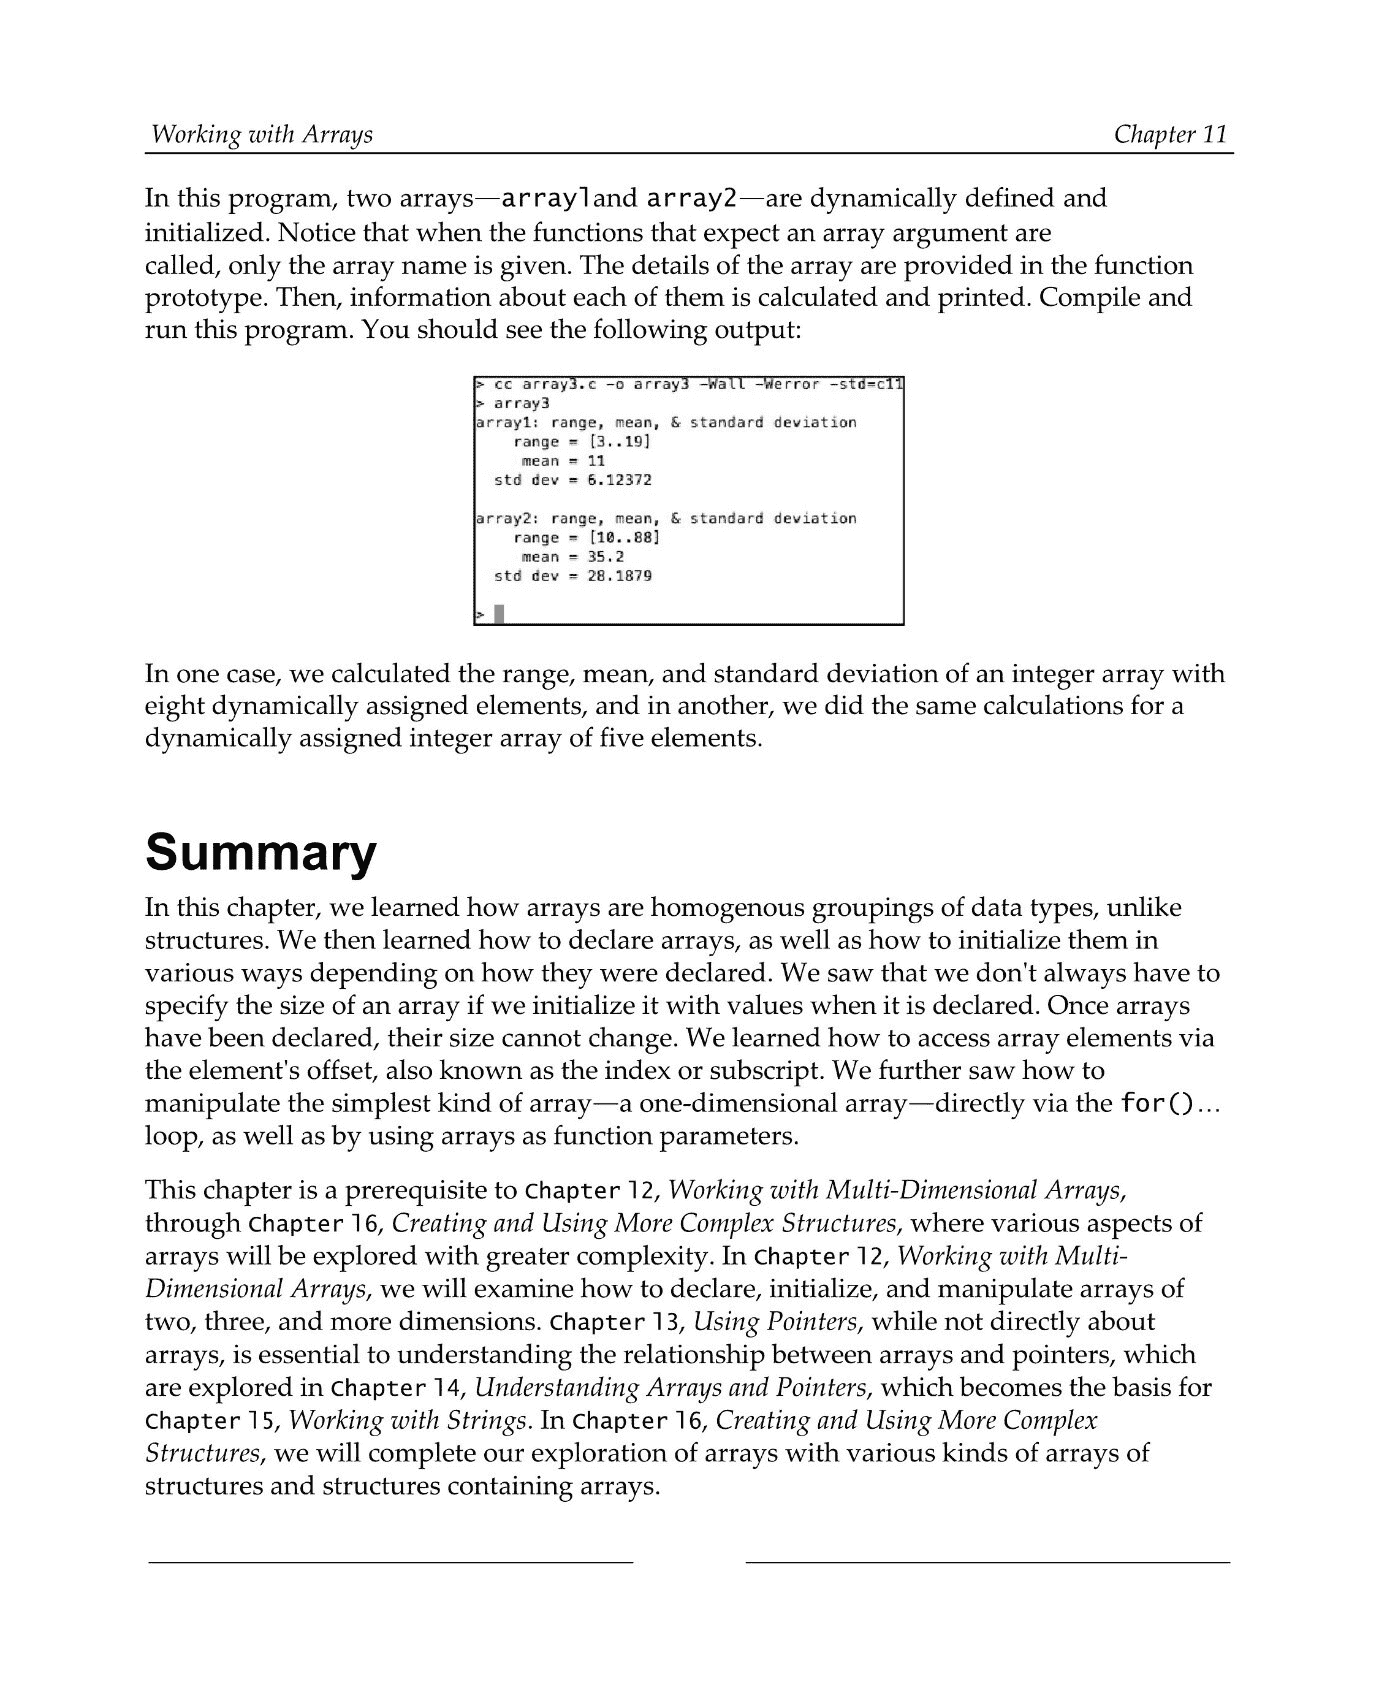 Working with Arrays Chapter 11
In this program, two arrays—array1and array2—are dynamically defined and
initialized. Notice that when the functions that expect an array argument are
called, only the array name is given. The details of the array are provided in the function
prototype. Then, information about each of them is calculated and printed. Compile and
run this program. You should see the following output:
> cc array3.c -o array3 -Wall -Werror -std=c11
> array3
array1: range, mean, & standard deviation
range = [3..19]
mean = 11
std dev = 6.12372
array2: range, mean, & standard deviation
range = [10..88]
mean = 35.2
std dev = 28.1879
>
In one case, we calculated the range, mean, and standard deviation of an integer array with
eight dynamically assigned elements, and in another, we did the same calculations for a
dynamically assigned integer array of five elements.
Summary
In this chapter, we learned how arrays are homogenous groupings of data types, unlike
structures. We then learned how to declare arrays, as well as how to initialize them in
various ways depending on how they were declared. We saw that we don't always have to
specify the size of an array if we initialize it with values when it is declared. Once arrays
have been declared, their size cannot change. We learned how to access array elements via
the element's offset, also known as the index or subscript. We further saw how to
manipulate the simplest kind of array—a one-dimensional array—directly via the for()…
loop, as well as by using arrays as function parameters.
This chapter is a prerequisite to Chapter 12, Working with Multi-Dimensional Arrays,
through Chapter 16, Creating and Using More Complex Structures, where various aspects of
arrays will be explored with greater complexity. In Chapter 12, Working with Multi-
Dimensional Arrays, we will examine how to declare, initialize, and manipulate arrays of
two, three, and more dimensions. Chapter 13, Using Pointers, while not directly about
arrays, is essential to understanding the relationship between arrays and pointers, which
are explored in Chapter 14, Understanding Arrays and Pointers, which becomes the basis for
Chapter 15, Working with Strings. In Chapter 16, Creating and Using More Complex
Structures, we will complete our exploration of arrays with various kinds of arrays of
structures and structures containing arrays.